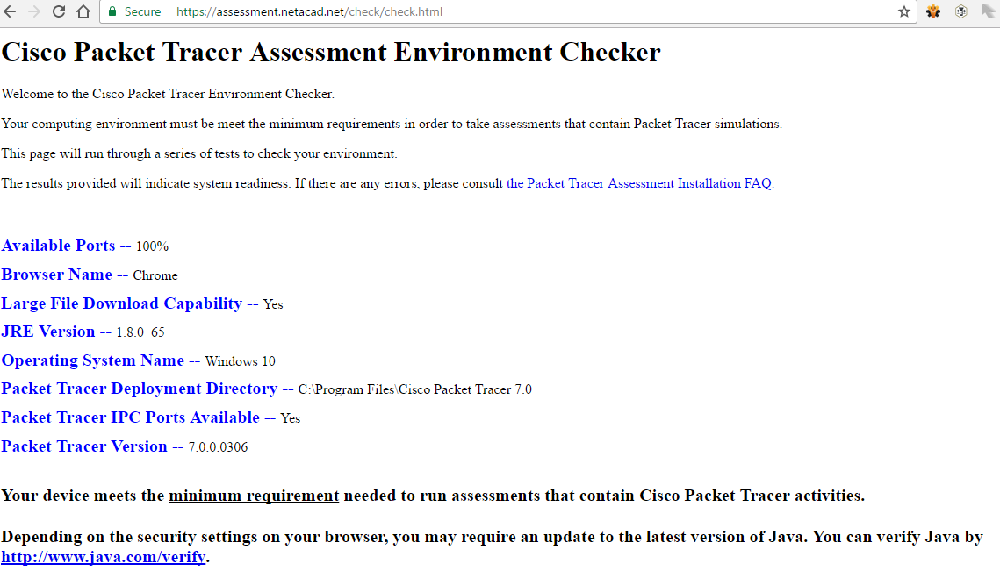 Secure https://assessment.netacad.net/check/check.html
Cisco Packet Tracer Assessment Environment Checker
Welcome to the Cisco Packet Tracer Environment Checker.
Your computing environment must be meet the minimum requirements in order to take assessments that contain Packet Tracer simulations.
This page will run through a series of tests to check your environment.
The results provided will indicate system readiness. If there are any errors, please consult the Packet Tracer Assessment Installation FAQ.
Available Ports -- 100%
Browser Name -- Chrome
Large File Download Capability -- Yes
JRE Version -- 1.8.0_65
Operating System Name -- Windows 10
Packet Tracer Deployment Directory -- C:\Program Files\Cisco Packet Tracer 7.0
Packet Tracer IPC Ports Available -- Yes
Packet Tracer Version -- 7.0.0.0306
Your device meets the minimum requirement needed to run assessments that contain Cisco Packet Tracer activities.
Depending on the security settings on your browser, you may require an update to the latest version of Java. You can verify Java by
http://www.java.com/verify.